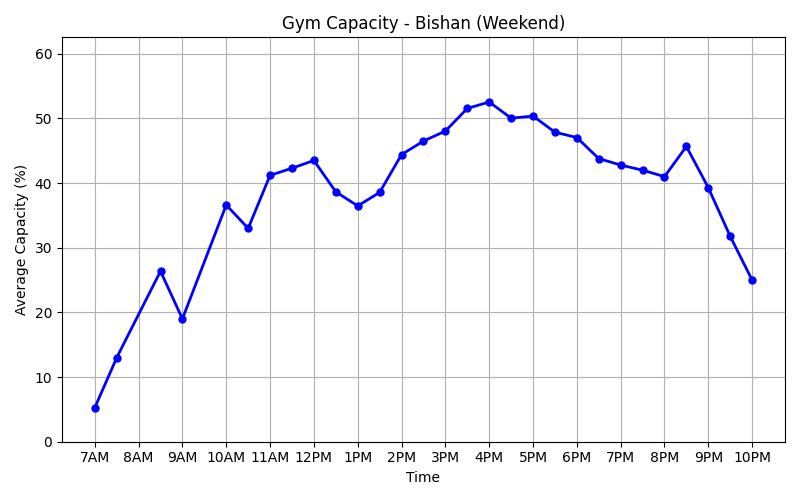 Gym Capacity - Bishan (Weekend)
Average Capacity (%)
60
50
40
30
20
10
0
7AM 8AM 9AM 10AM 11AM 12PM 1PM 2PM 3PM 4PM 5PM 6PM 7PM 8PM 9PM 10PM
Time